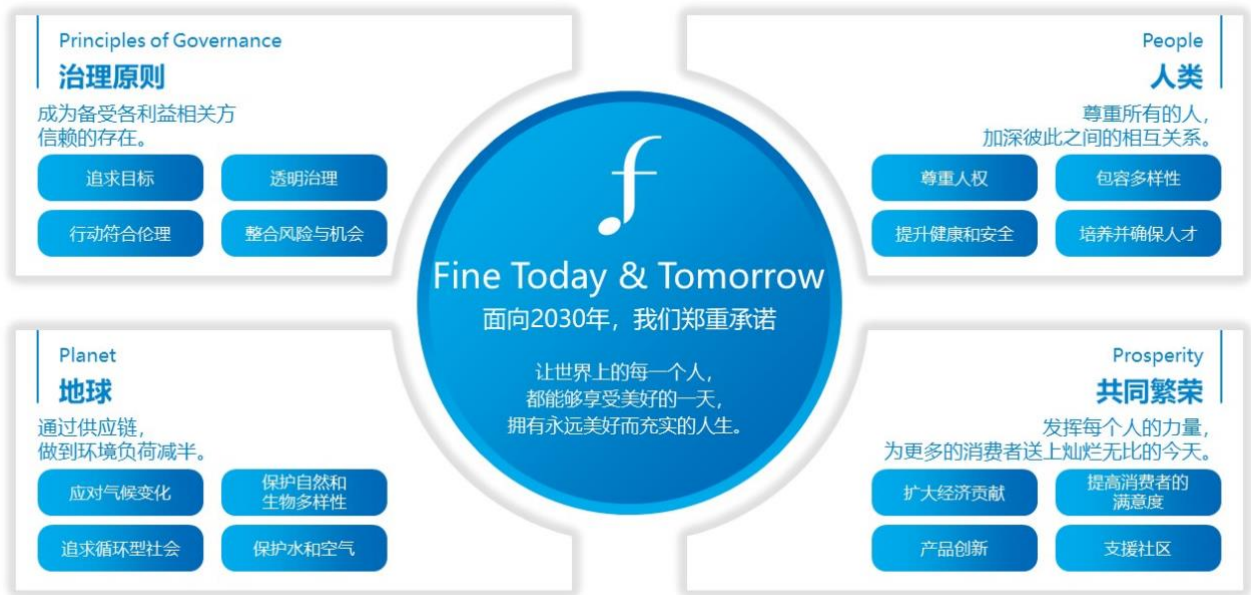 Principles of Governance
治理原则
成为备受各利益相关方
信赖的存在。
追求目标
透明治理
行动符合伦理
整合风险与机会
People
人类
尊重所有的人，
加深彼此之间的相互关系。
尊重人权
包容多样性
提升健康和安全
培养并确保人才
f
Fine Today & Tomorrow
面向2030年，我们郑重承诺
让世界上的每一个人，
都能够享受美好的一天，
拥有永远美好而充实的人生。
Planet
地球
通过供应链，
做到环境负荷减半。
应对气候变化
保护自然和
生物多样性
追求循环型社会
保护水和空气
Prosperity
共同繁荣
发挥每个人的力量，
为更多的消费者送上灿烂无比的今天。
扩大经济贡献
提高消费者的
满意度
产品创新
支援社区